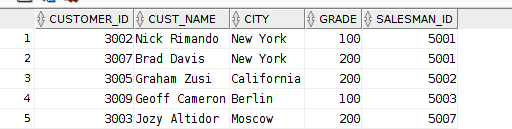 CUSTOMER_ID CUST_NAME CITY GRADE SALESMAN_ID
1 3002 Nick Rimando New York 100 5001
2 3007 Brad Davis New York 200 5001
3 3005 Graham Zusi California 200 5002
4 3009 Geoff Cameron Berlin 100 5003
5 3003 Jozy Altidor Moscow 200 5007